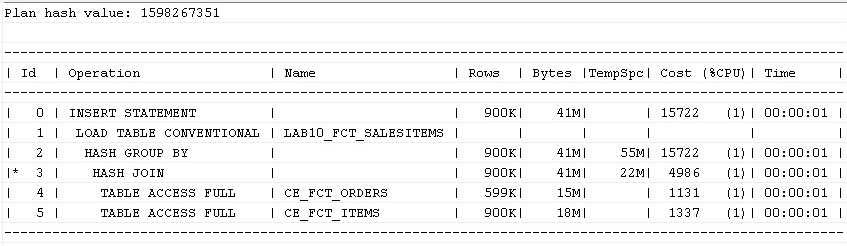 Plan hash value: 1598267351
-----------------------------------------------------------------------------------------------------
| Id  | Operation                | Name                | Rows  | Bytes |TempSpc| Cost (%CPU)| Time     |
-----------------------------------------------------------------------------------------------------
|   0 | INSERT STATEMENT         |                     |   900K|    41M|       | 15722   (1)| 00:00:01 |
|   1 |  LOAD TABLE CONVENTIONAL | LAB10_FCT_SALESITEMS |       |       |       |            |          |
|   2 |   HASH GROUP BY          |                     |   900K|    41M|    55M| 15722   (1)| 00:00:01 |
|*  3 |    HASH JOIN             |                     |   900K|    41M|    22M|  4986   (1)| 00:00:01 |
|   4 |     TABLE ACCESS FULL    | CE_FCT_ORDERS       |   599K|    15M|       |  1131   (1)| 00:00:01 |
|   5 |     TABLE ACCESS FULL    | CE_FCT_ITEMS        |   900K|    18M|       |  1337   (1)| 00:00:01 |
-----------------------------------------------------------------------------------------------------